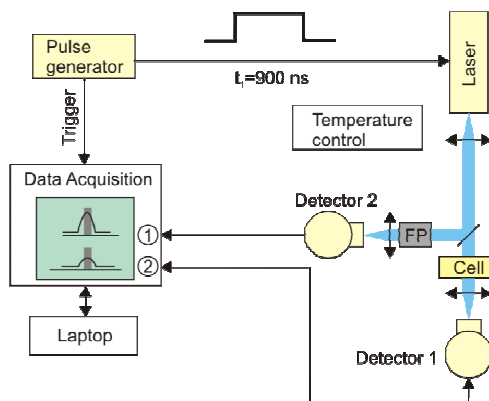 Pulse
generator
tᵢ=900 ns
Laser
Trigger
Temperature
control
Data Acquisition
Detector 2
1
FP
2
Cell
Laptop
Detector 1